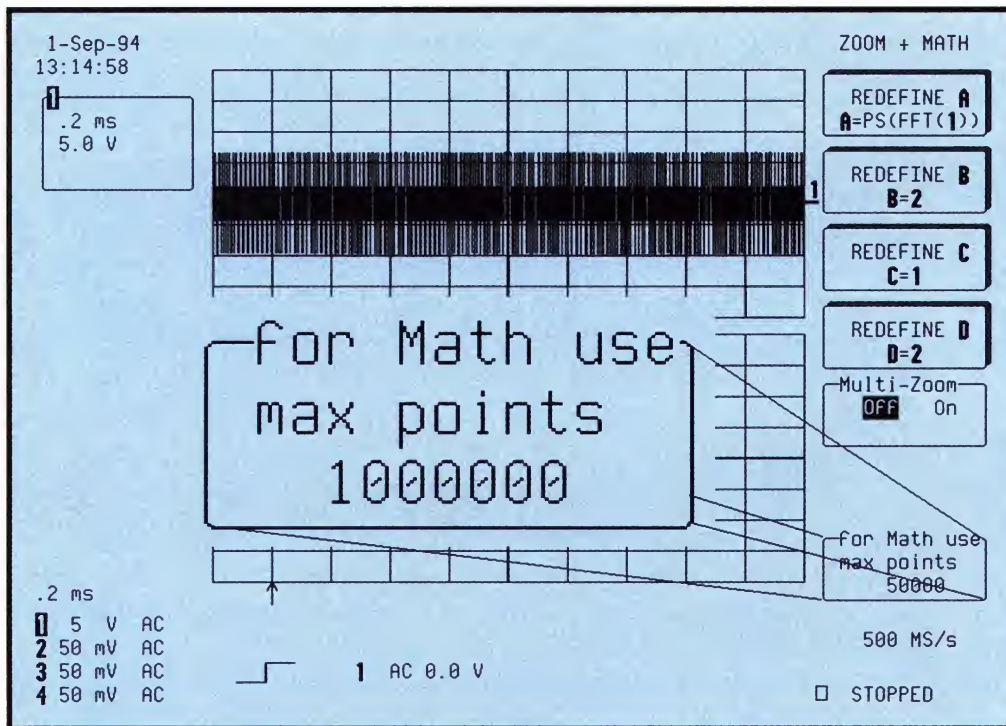 1-Sep-94
13:14:58
1
.2 ms
5.0 V
1
ZOOM + MATH
REDEFINE A
A=PS(FFT(1))
REDEFINE B
B=2
REDEFINE C
C=1
REDEFINE D
D=2
Multi-Zoom
OFF On
for Math use
max points
1000000
for Math use
max points
50000
500 MS/s
STOPPED
.2 ms
1 5 V AC
2 50 mV AC
3 50 mV AC
4 50 mV AC
1 AC 0.0 V